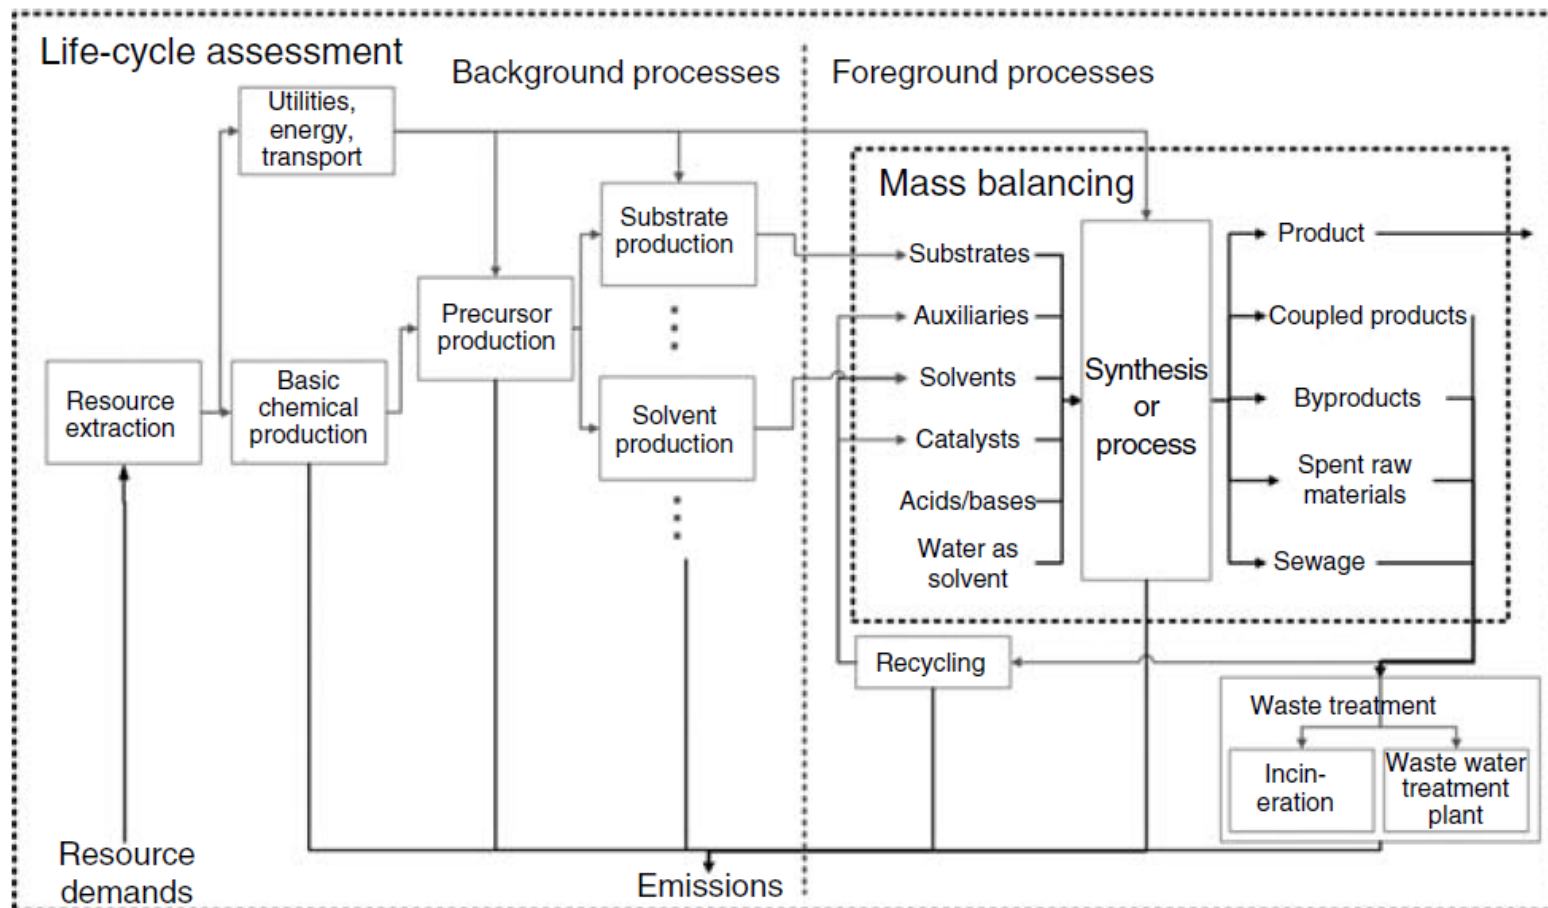 Life-cycle assessment
Background processes
Foreground processes
Utilities,
energy,
transport
Mass balancing
Substrate
production
Precursor
production
Resource
extraction
Basic
chemical
production
Solvent
production
Substrates
Auxiliaries
Solvents
Catalysts
Acids/bases
Water as
solvent
Synthesis
or
process
Product
Coupled products
Byproducts
Spent raw
materials
Sewage
Recycling
Waste treatment
Incin-
eration
Waste water
treatment
plant
Resource
demands
Emissions